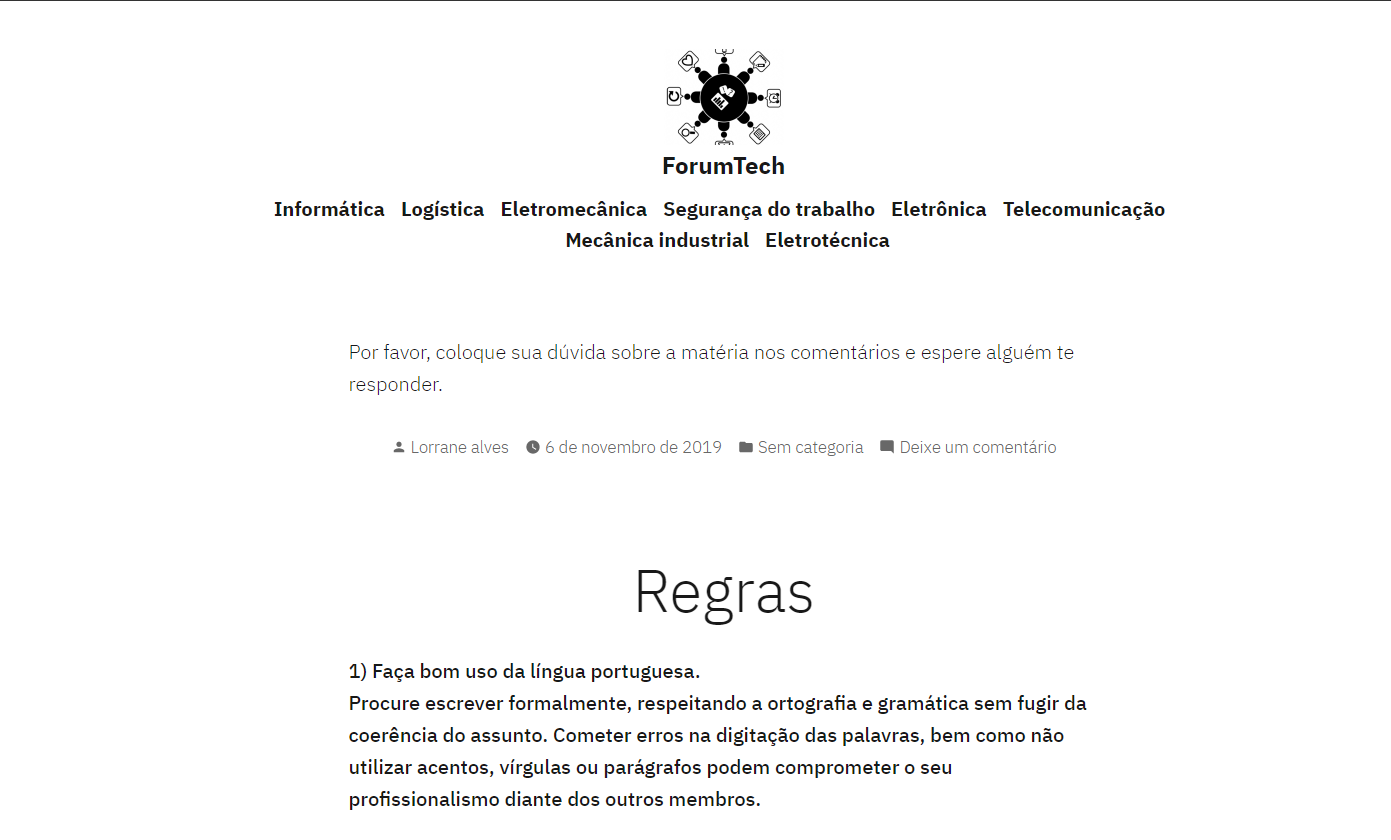 ForumTech
Informática Logística Eletromecânica Segurança do trabalho Eletrônica Telecomunicação
Mecânica industrial Eletrotécnica
Por favor, coloque sua dúvida sobre a matéria nos comentários e espere alguém te
responder.
Lorrane alves 6 de novembro de 2019 Sem categoria Deixe um comentário
Regras
1) Faça bom uso da língua portuguesa.
Procure escrever formalmente, respeitando a ortografia e gramática sem fugir da
coerência do assunto. Cometer erros na digitação das palavras, bem como não
utilizar acentos, vírgulas ou parágrafos podem comprometer o seu
profissionalismo diante dos outros membros.